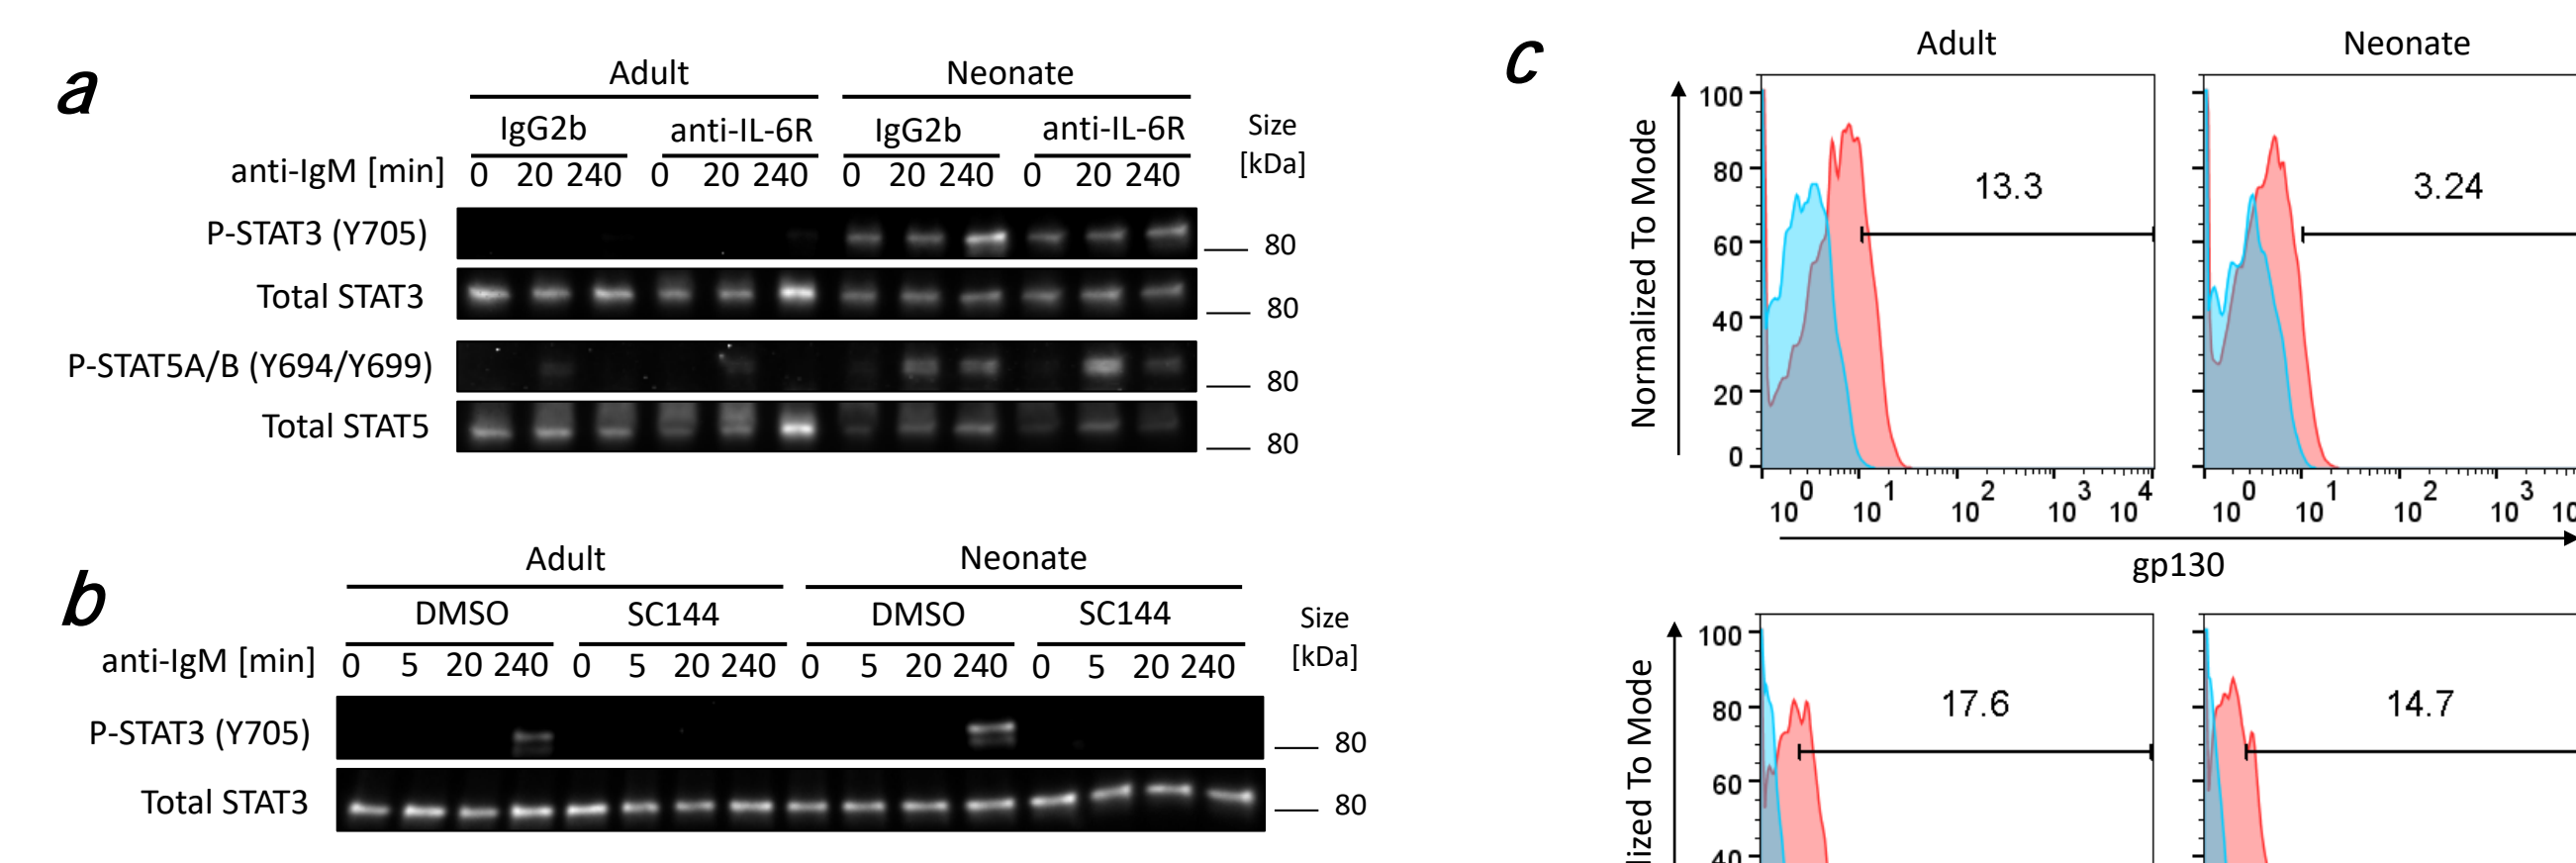 a
Adult Neonate
IgG2b anti-IL-6R IgG2b anti-IL-6R Size
[kDa]
anti-IgM [min] 0 20 240 0 20 240 0 20 240 0 20 240
P-STAT3 (Y705) 80
Total STAT3 80
P-STAT5A/B (Y694/Y699) 80
Total STAT5 80
b
Adult Neonate
DMSO SC144 DMSO SC144 Size
[kDa]
anti-IgM [min] 0 5 20 240 0 5 20 240 0 5 20 240 0 5 20 240
P-STAT3 (Y705) 80
Total STAT3 80
c
Adult Neonate
Normalized To Mode
100
80
60
40
20
0
13.3 3.24
10^0 10^1 10^2 10^3 10^4 10^0 10^1 10^2 10^3 10
gp130
lized To Mode
100
80
60
40
17.6 14.7